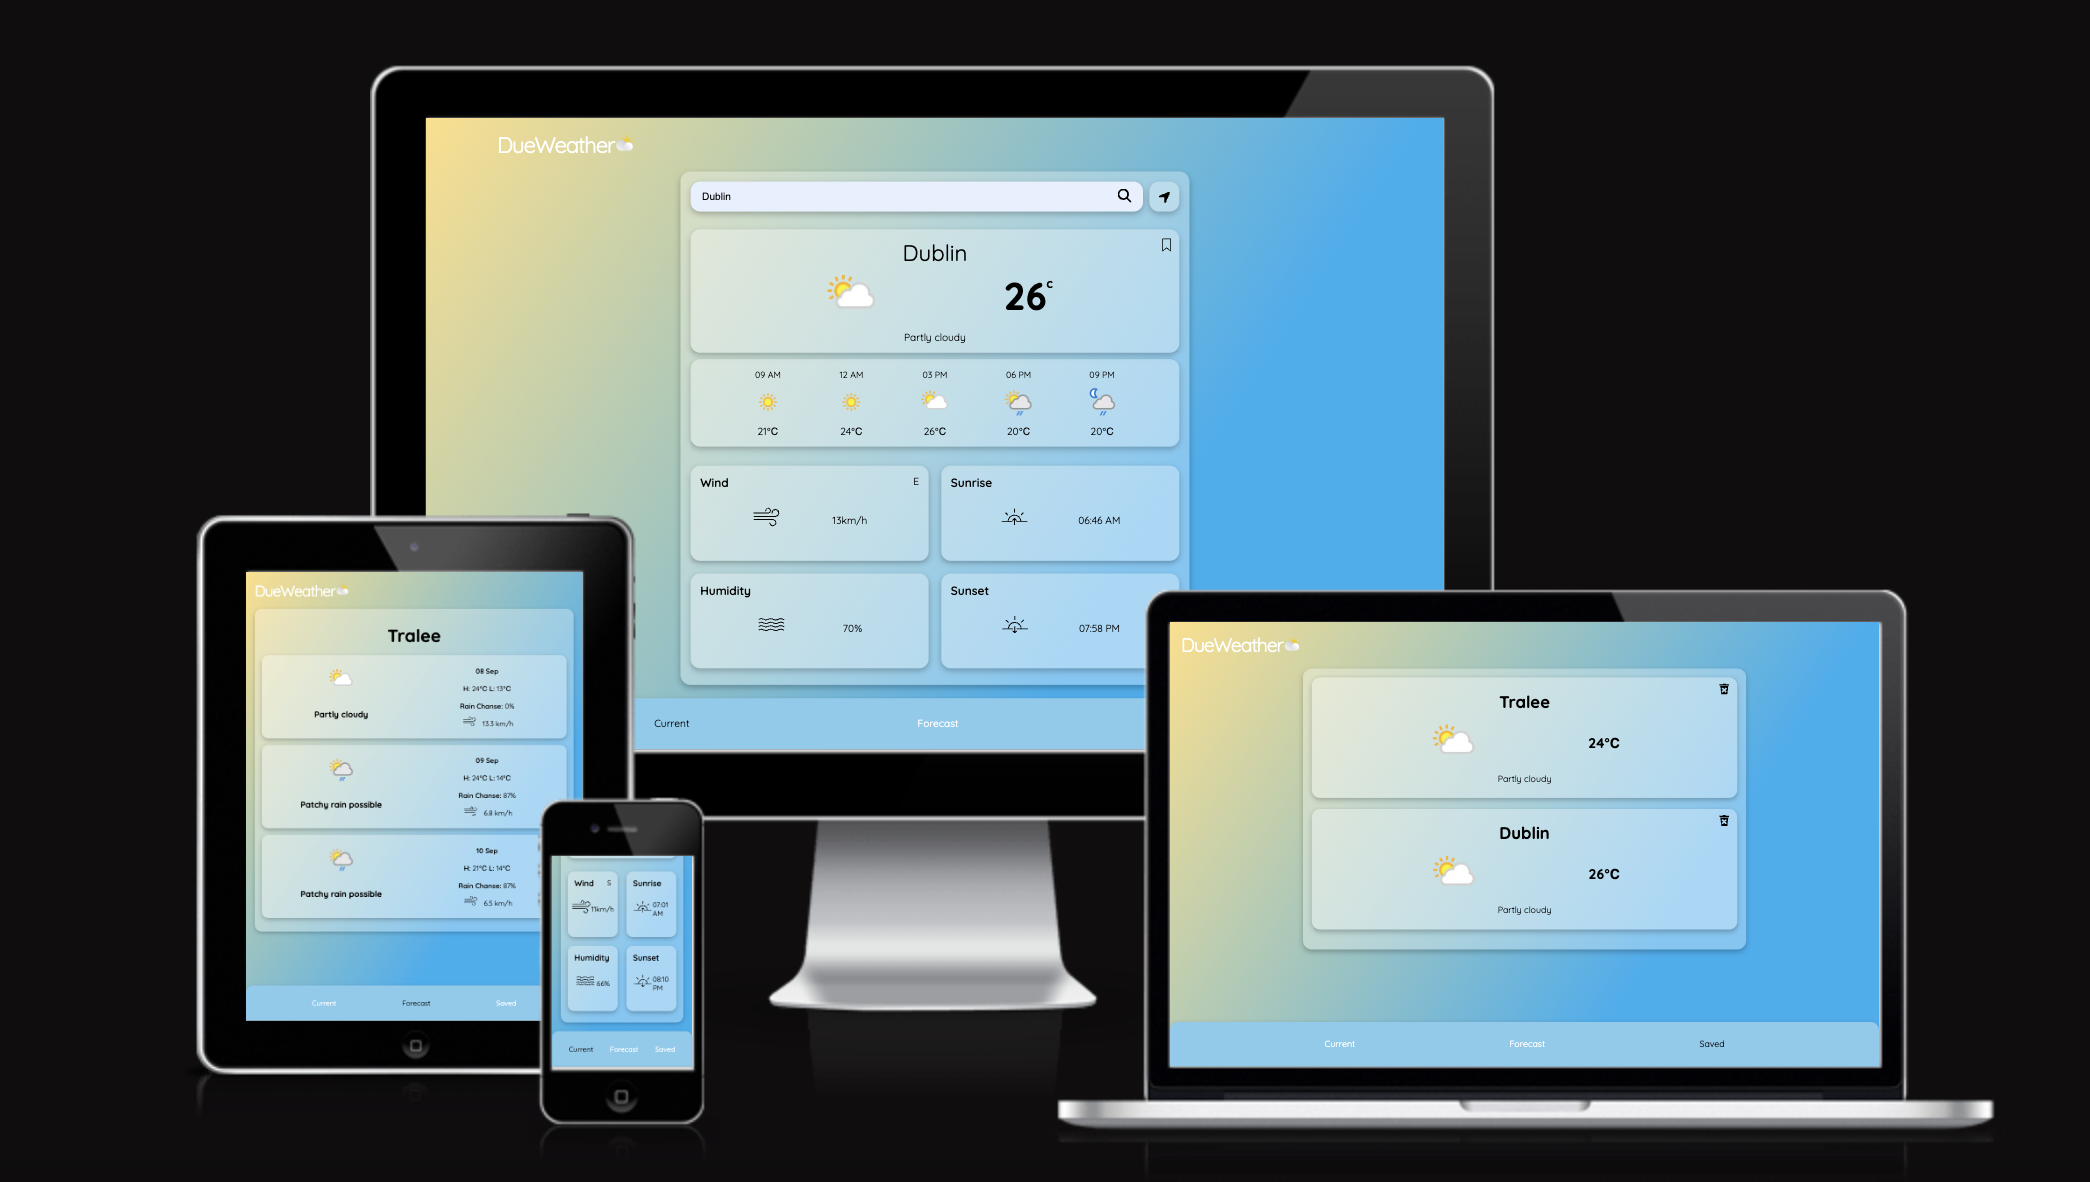 DueWeather
Dublin
Dublin
26c
Partly cloudy
09 AM 12 AM 03 PM 06 PM 09 PM
21°C 24°C 26°C 20°C 20°C
Wind E
13km/h
Sunrise
06:46 AM
Humidity
70%
Sunset
07:58 PM
Current Forecast
DueWeather
Tralee
08 Sep
H: 24°C L: 13°C
Rain Chanse: 0%
13.3 km/h
Partly cloudy
09 Sep
H: 24°C L: 14°C
Rain Chanse: 87%
6.8 km/h
Patchy rain possible
10 Sep
H: 21°C L: 14°C
Rain Chanse: 87%
6.5 km/h
Patchy rain possible
Current Forecast Saved
Wind S
11km/h
Sunrise
07:01
AM
Humidity
66%
Sunset
08:10
PM
Current Forecast Saved
DueWeather
Tralee
24°C
Partly cloudy
Dublin
26°C
Partly cloudy
Current Forecast Saved